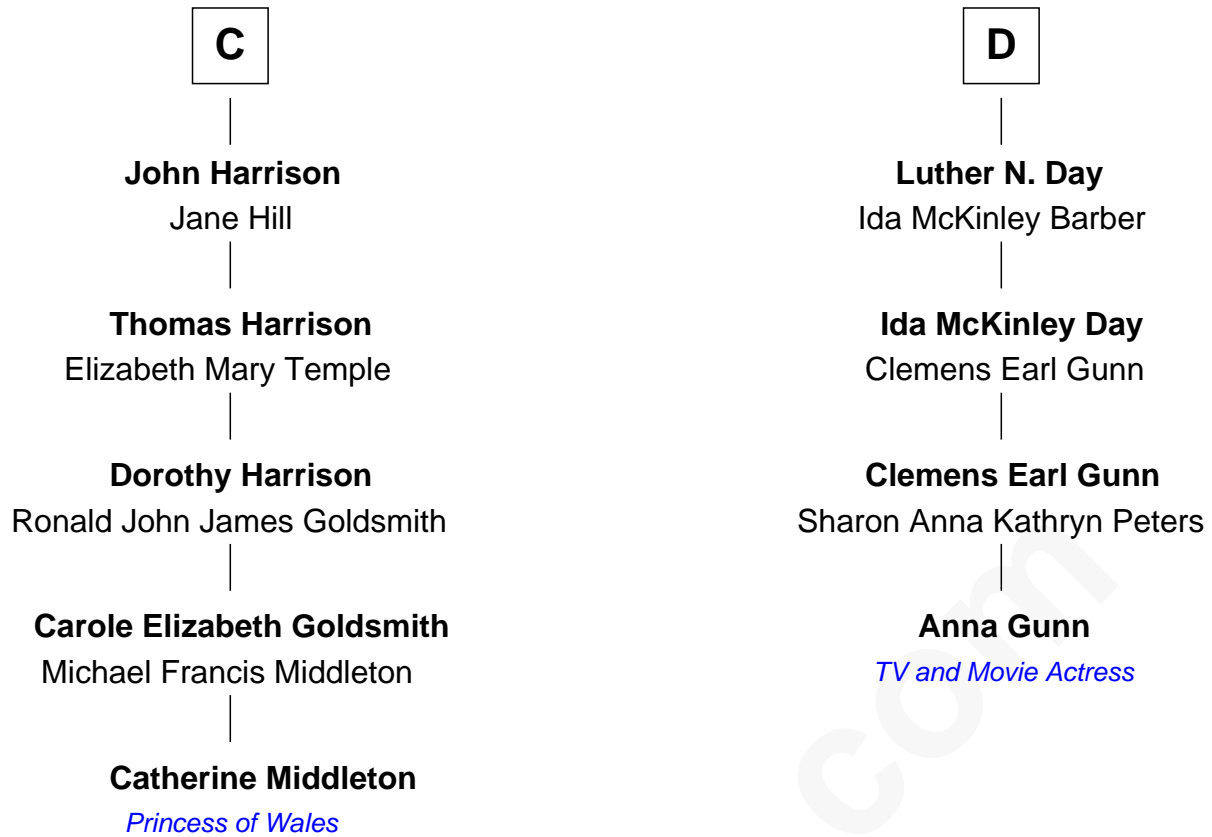 C
John Harrison
Jane Hill
Thomas Harrison
Elizabeth Mary Temple
Dorothy Harrison
Ronald John James Goldsmith
Carole Elizabeth Goldsmith
Michael Francis Middleton
Catherine Middleton
Princess of Wales
D
Luther N. Day
Ida McKinley Barber
Ida McKinley Day
Clemens Earl Gunn
Clemens Earl Gunn
Sharon Anna Kathryn Peters
Anna Gunn
TV and Movie Actress
com